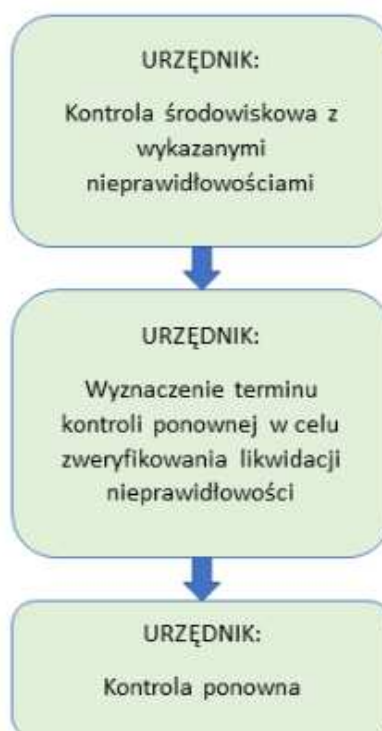 URZĘDNIK:
Kontrola środowiskowa z
wykazanymi
nieprawidłowościami
URZĘDNIK:
Wyznaczenie terminu
kontroli ponownej w celu
zweryfikowania likwidacji
nieprawidłowości
URZĘDNIK:
Kontrola ponowna